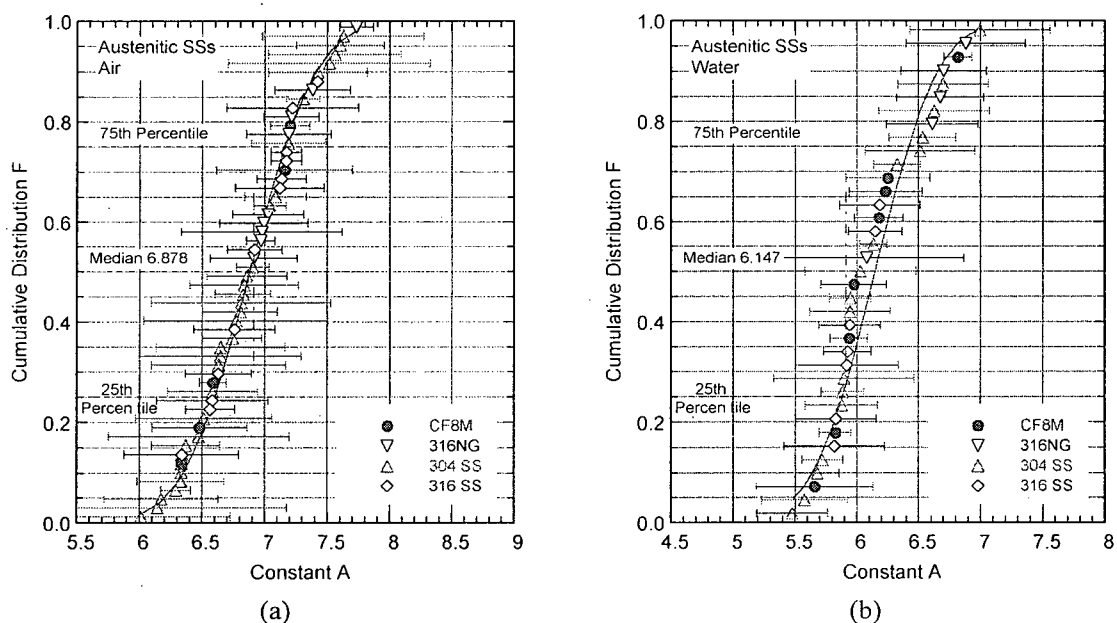 Austenitic SSs
Air
75th Percentile
Median 6.878
25th
Percen tile
CF8M
316NG
304 SS
316 SS
Cumulative Distribution F
1.0
0.8
0.6
0.4
0.2
0.0
5.5 6 6.5 7 7.5 8 8.5 9
Constant A
(a)
Austenitic SSs
Water
75th Percentile
Median 6.147
25th
Percen tile
CF8M
316NG
304 SS
316 SS
Cumulative Distribution F
1.0
0.8
0.6
0.4
0.2
0.0
4.5 5 5.5 6 6.5 7 7.5 8
Constant A
(b)